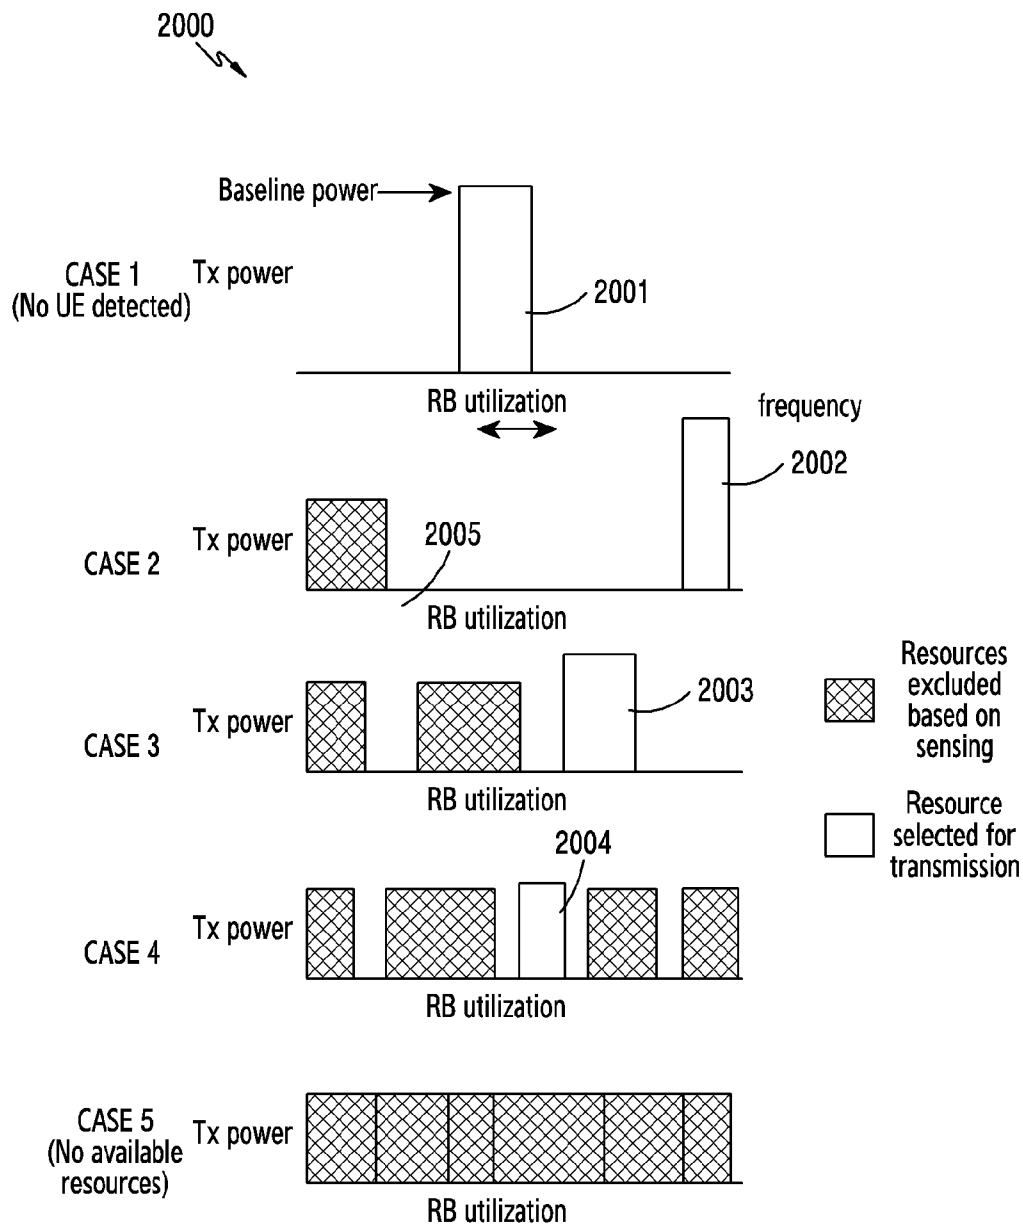 2000
Baseline power
CASE 1
(No UE detected)
Tx power
2001
RB utilization
frequency
2002
CASE 2
Tx power
2005
RB utilization
CASE 3
Tx power
2003
RB utilization
Resources
excluded
based on
sensing
Resource
selected for
transmission
2004
CASE 4
Tx power
RB utilization
CASE 5
(No available
resources)
Tx power
RB utilization